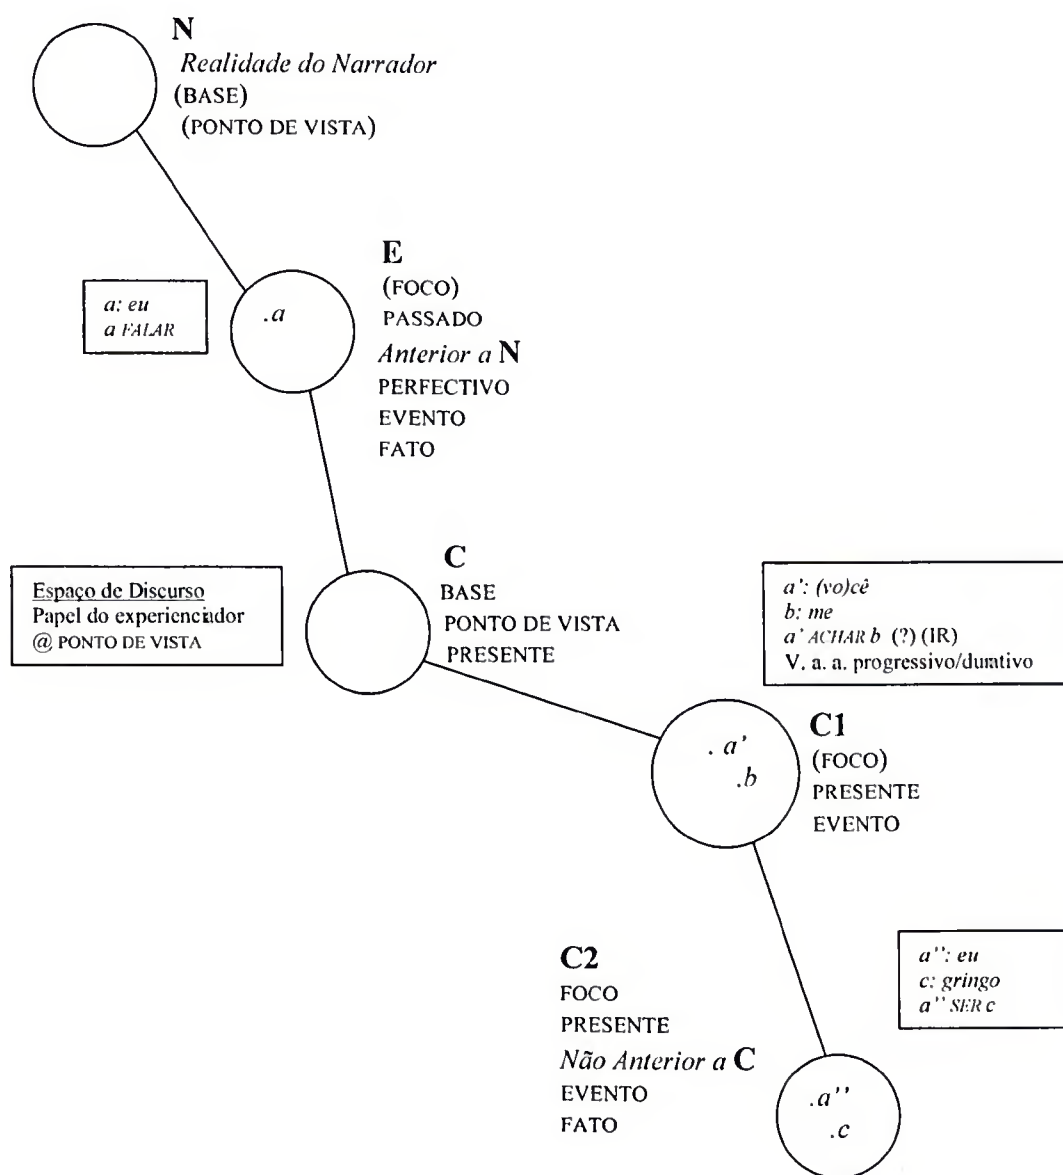 N
Realidade do Narrador
(BASE)
(PONTO DE VISTA)
E
(FOCO)
PASSADO
Anterior a N
PERFECTIVO
EVENTO
FATO
a: eu
a FALAR
.a
C
BASE
PONTO DE VISTA
PRESENTE
Espaço de Discurso
Papel do experienciador
@ PONTO DE VISTA
a': (vo)cê
b: me
a' ACHAR b (?) (IR)
V. a. a. progressivo/durativo
. a'
.b
C1
(FOCO)
PRESENTE
EVENTO
C2
FOCO
PRESENTE
Não Anterior a C
EVENTO
FATO
a'': eu
c: gringo
a'' SER c
.a''
.c